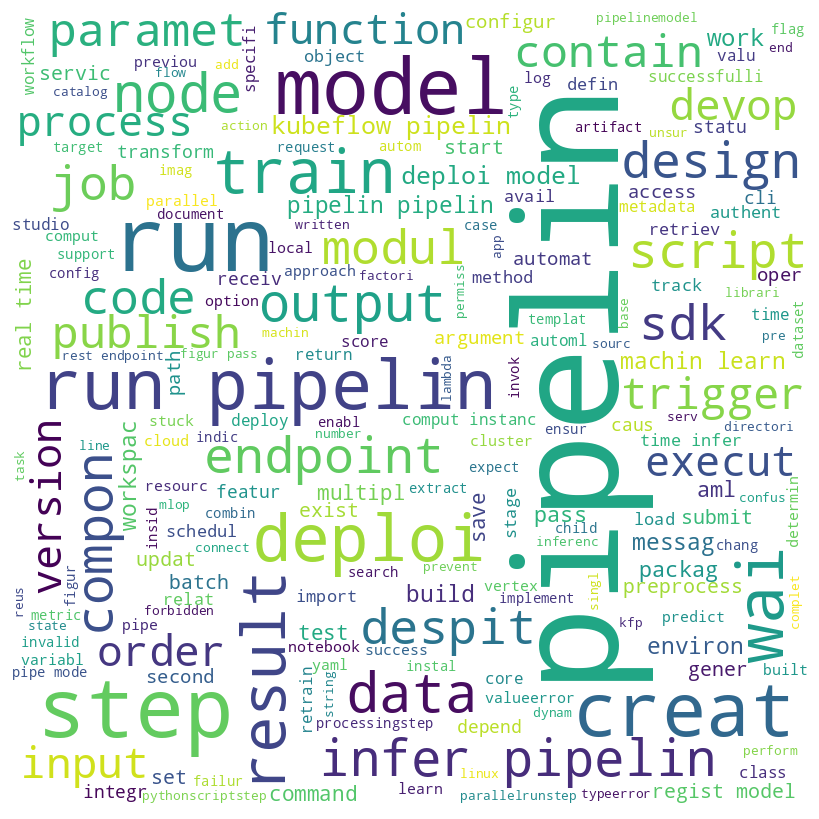 workflow
paramet
previou
flow
add
specifi
function
object
configur
pipelinemodel
flag
end
contain
work
valu
log
defin
successfulli
servic
catalog
node
model
type
devop
process
action
kubeflow pipelin
artifact
unsur
statu
target
transform
imag
autom
request
start
pipelin
design
job
train
deploi model
avail
access
cli
metadata
authent
parallel
pipelin pipelin
document
written
case
retriev
studio
comput
support
run
local
modul
app
automat
script
config
receiv
approach
factori
method
oper
real time
code
option
output
permiss
track
librari
time
base
dataset
publish
machin
score
argument
templat
automl
sourc
sdk
pre
rest endpoint
figur pass
path
return
lambda
invok
machin learn
run pipelin
trigger
stuck
deploy
enabl
number
comput instanc
caus
ensur
serv
directori
line
cloud
indic
endpoint
cluster
time infer
task
version
compon
workspac
resourc
featur
multipl
extract
expect
execut
aml
confus
determin
mlop
combin
exist
save
stage
pass
child
load
submit
insid
schedul
deploi
inferenc
messag
chang
connect
updat
search
prevent
packag
reus
figur
batch
result
import
build
vertex
implement
singl
preprocess
wai
complet
metric
relat
forbidden
state
pipe
test
despit
kfp
predict
invalid
order
notebook
success
environ
variabl
yaml
instal
core
built
pipe mode
second
retrain
string
data
valueerror
gener
step
processingstep
depend
dynam
creat
input
set
failur
infer pipelin
linux
perform
class
integr
pythonscriptstep
command
learn
parallelrunstep
typeerror
regist model